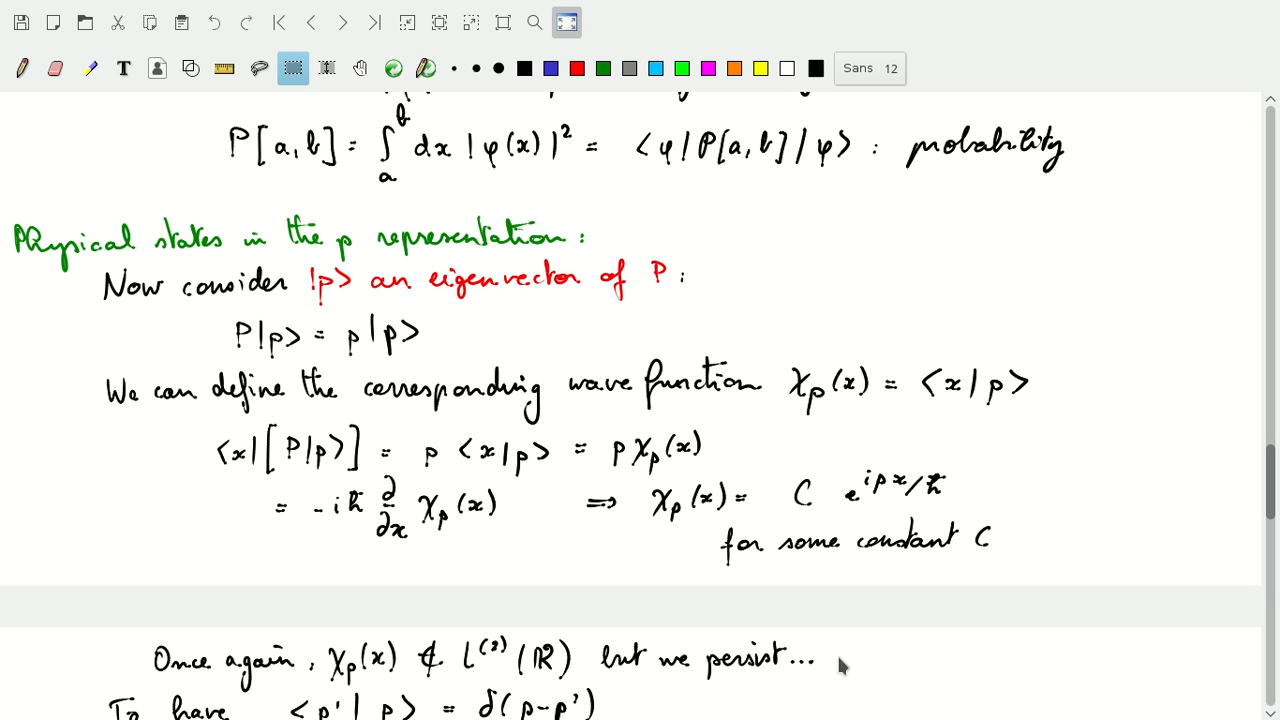 T
Sans 12
P[a,b] = ∫_a^b dx |φ(x)|² = <φ|P[a,b]|φ> : probability
Physical states in the p representation :
Now consider |p> an eigenvector of P :
P|p> = p|p>
We can define the corresponding wave function χ_p(x) = <x|p>
<x|[P|p>] = p <x|p> = p χ_p(x)
= -iħ ∂/∂x χ_p(x) ⇒ χ_p(x) = C e^{ipx/ħ}
for some constant C
Once again, χ_p(x) ∉ L^{(2)}(ℝ) but we persist...
To have <p'|p> = δ(p-p')